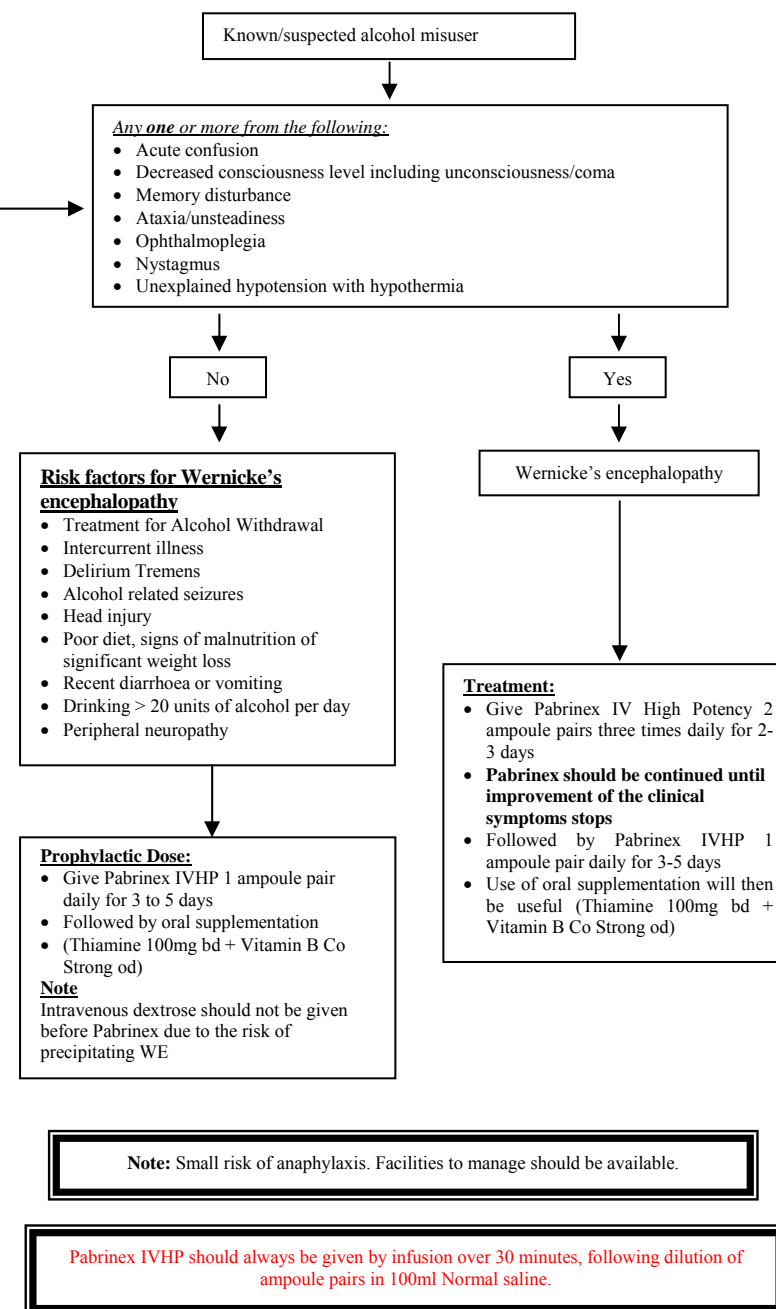 Known/suspected alcohol misuser
Any one or more from the following:
• Acute confusion
• Decreased consciousness level including unconsciousness/coma
• Memory disturbance
• Ataxia/unsteadiness
• Ophthalmoplegia
• Nystagmus
• Unexplained hypotension with hypothermia
No
Yes
Risk factors for Wernicke's
encephalopathy
• Treatment for Alcohol Withdrawal
• Intercurrent illness
• Delirium Tremens
• Alcohol related seizures
• Head injury
• Poor diet, signs of malnutrition of
significant weight loss
• Recent diarrhoea or vomiting
• Drinking > 20 units of alcohol per day
• Peripheral neuropathy
Wernicke's encephalopathy
Prophylactic Dose:
• Give Pabrinex IVHP 1 ampoule pair
daily for 3 to 5 days
• Followed by oral supplementation
• (Thiamine 100mg bd + Vitamin B Co
Strong od)
Note
Intravenous dextrose should not be given
before Pabrinex due to the risk of
precipitating WE
Treatment:
• Give Pabrinex IV High Potency 2
ampoule pairs three times daily for 2-
3 days
• Pabrinex should be continued until
improvement of the clinical
symptoms stops
• Followed by Pabrinex IVHP 1
ampoule pair daily for 3-5 days
• Use of oral supplementation will then
be useful (Thiamine 100mg bd +
Vitamin B Co Strong od)
Note: Small risk of anaphylaxis. Facilities to manage should be available.
Pabrinex IVHP should always be given by infusion over 30 minutes, following dilution of
ampoule pairs in 100ml Normal saline.